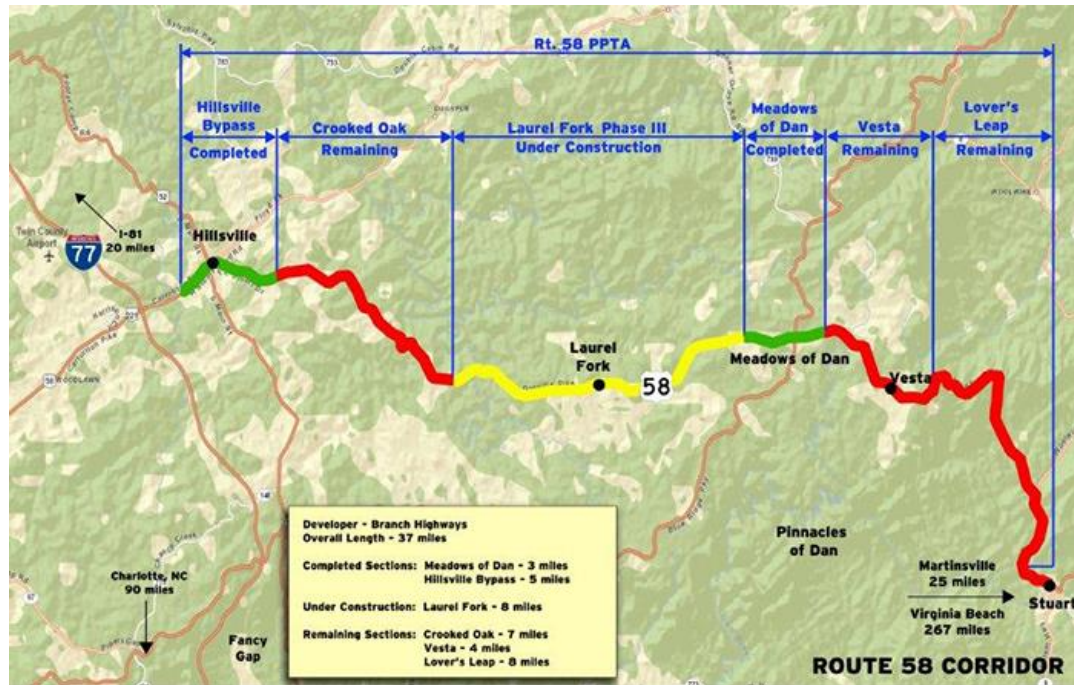 Rt. 58 PPTA
Hillsville
Bypass
Completed
Crooked Oak
Remaining
Laurel Fork Phase III
Under Construction
Meadows
of Dan
Completed
Vesta
Remaining
Lover's
Leap
Remaining
I-81
20 miles
Twin County
Airport
77
Hillsville
52
221
58
WOODLAWN
Laurel
Fork
58
Meadows of Dan
Vesta
148
Pinnacles
of Dan
Developer - Branch Highways
Overall Length - 37 miles
Completed Sections: Meadows of Dan - 3 miles
Hillsville Bypass - 5 miles
Under Construction: Laurel Fork - 8 miles
Remaining Sections: Crooked Oak - 7 miles
Vesta - 4 miles
Lover's Leap - 8 miles
Charlotte, NC
90 miles
Fancy
Gap
Martinsville
25 miles
Virginia Beach
267 miles
Stuart
ROUTE 58 CORRIDOR